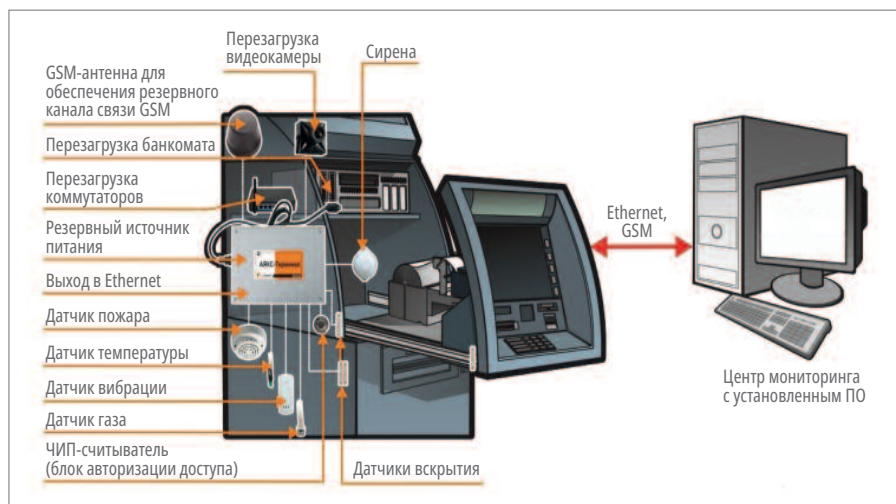 Перезагрузка
видеокамеры
Сирена
GSM-антенна для
обеспечения резервного
канала связи GSM
Перезагрузка банкомата
Перезагрузка
коммутаторов
Резервный источник
питания
Выход в Ethernet
Датчик пожара
Датчик температуры
Датчик вибрации
Датчик газа
ЧИП-считыватель
(блок авторизации доступа)
Датчики вскрытия
Ethernet,
GSM
Центр мониторинга
с установленным ПО